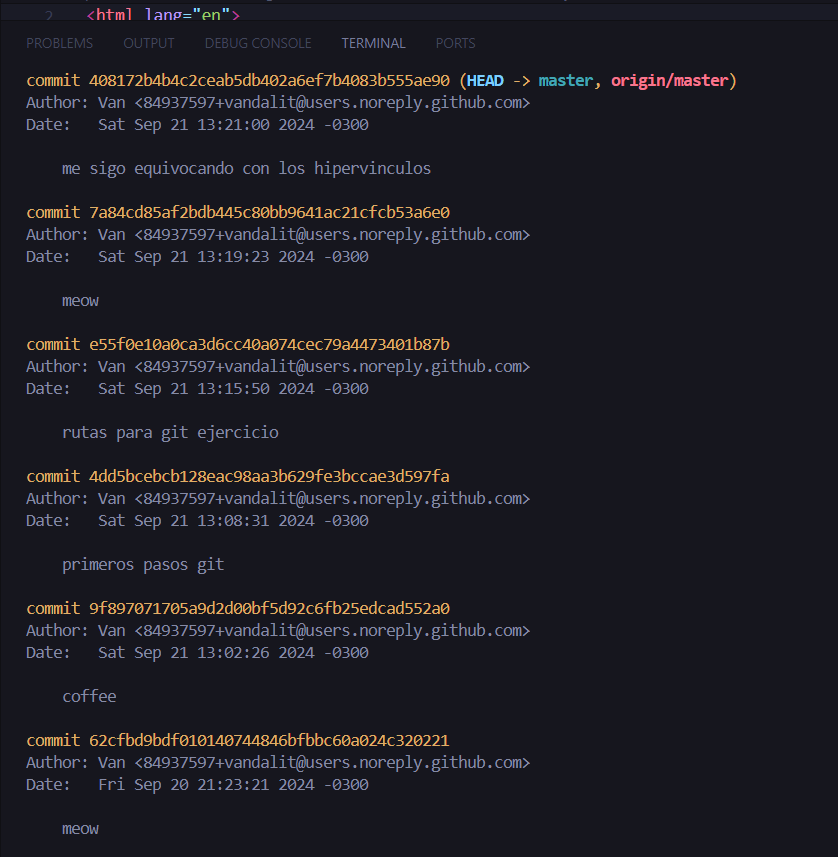 2 <html lang="en">
PROBLEMS OUTPUT DEBUG CONSOLE TERMINAL PORTS
commit 408172b4b4c2ceab5db402a6ef7b4083b555ae90 (HEAD -> master, origin/master)
Author: Van <84937597+vandalit@users.noreply.github.com>
Date: Sat Sep 21 13:21:00 2024 -0300
me sigo equivocando con los hipervinculos
commit 7a84cd85af2bdb445c80bb9641ac21cfcb53a6e0
Author: Van <84937597+vandalit@users.noreply.github.com>
Date: Sat Sep 21 13:19:23 2024 -0300
meow
commit e55f0e10a0ca3d6cc40a074cec79a4473401b87b
Author: Van <84937597+vandalit@users.noreply.github.com>
Date: Sat Sep 21 13:15:50 2024 -0300
rutas para git ejercicio
commit 4dd5bcebcb128eac98aa3b629fe3bccae3d597fa
Author: Van <84937597+vandalit@users.noreply.github.com>
Date: Sat Sep 21 13:08:31 2024 -0300
primeros pasos git
commit 9f897071705a9d2d00bf5d92c6fb25edcad552a0
Author: Van <84937597+vandalit@users.noreply.github.com>
Date: Sat Sep 21 13:02:26 2024 -0300
coffee
commit 62cfbd9bdf010140744846bfbbc60a024c320221
Author: Van <84937597+vandalit@users.noreply.github.com>
Date: Fri Sep 20 21:23:21 2024 -0300
meow